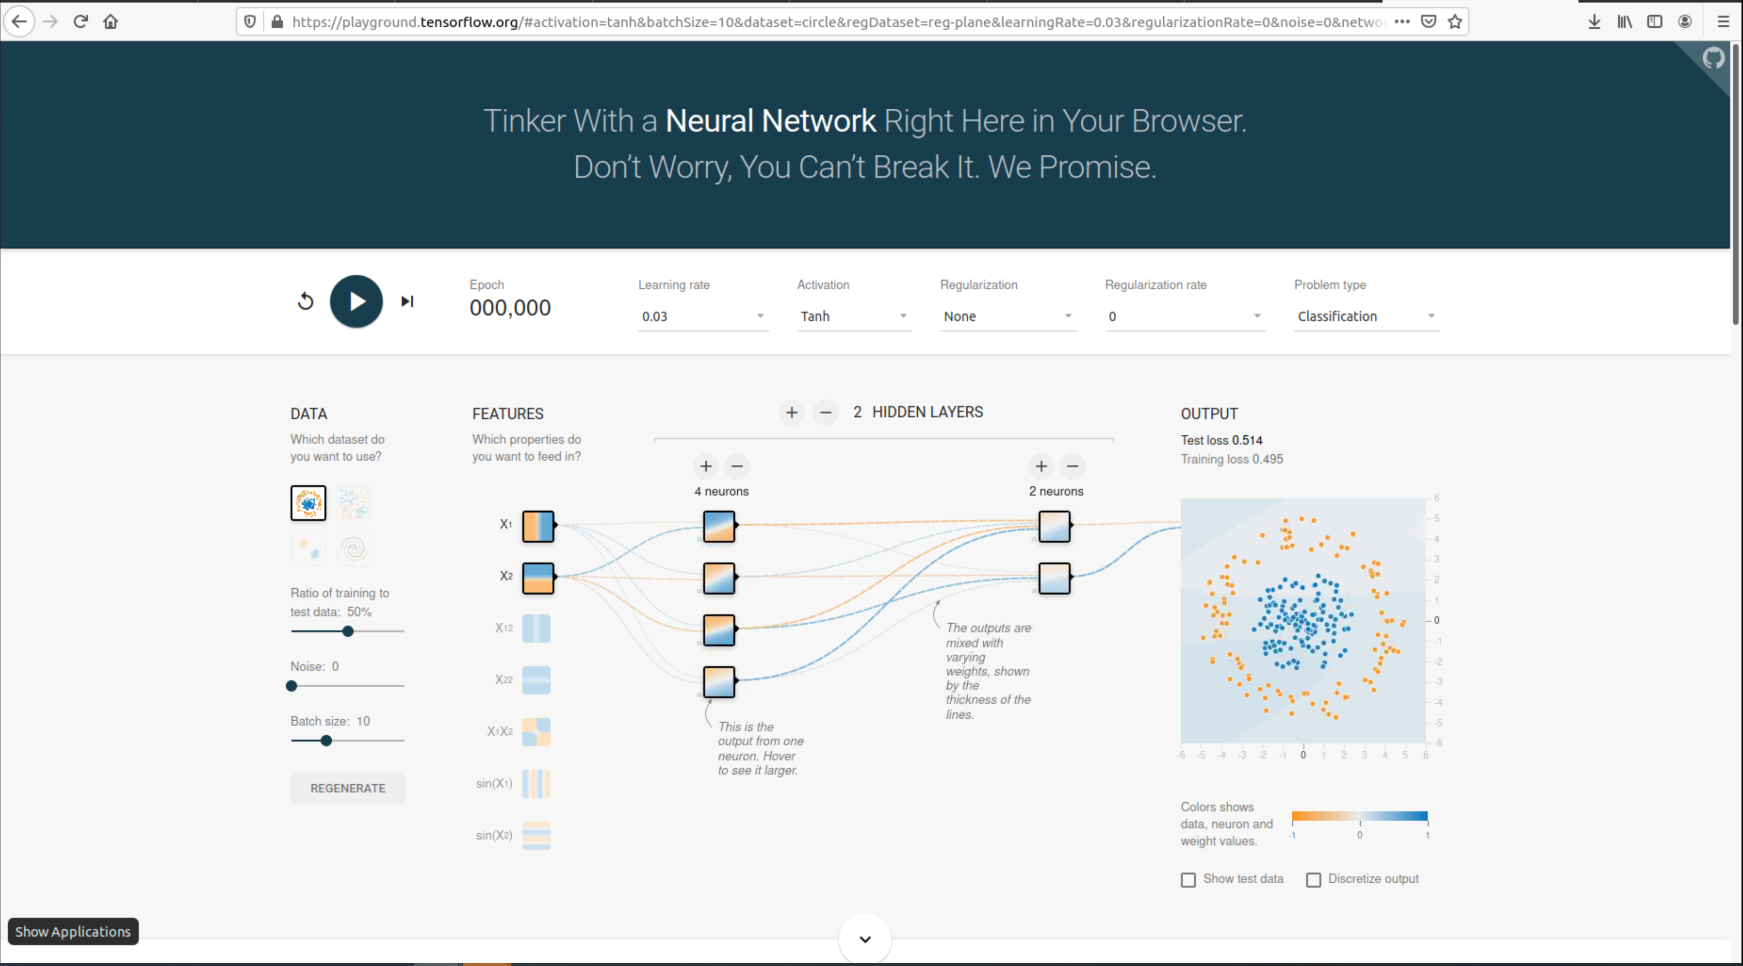 https://playground.tensorflow.org/#activation=tanh&batchSize=10&dataset=circle&regDataset=reg-plane&learningRate=0.03&regularizationRate=0&noise=0&netwo
Tinker With a Neural Network Right Here in Your Browser.
Don't Worry, You Can't Break It. We Promise.
Epoch
000,000
Learning rate
0.03
Activation
Tanh
Regularization
None
Regularization rate
0
Problem type
Classification
DATA
Which dataset do
you want to use?
Ratio of training to
test data: 50%
Noise: 0
Batch size: 10
REGENERATE
FEATURES
Which properties do
you want to feed in?
X1
X2
X12
X22
X1X2
sin(X1)
sin(X2)
+ − 2 HIDDEN LAYERS
+ −
4 neurons
+ −
2 neurons
This is the
output from one
neuron. Hover
to see it larger.
The outputs are
mixed with
varying
weights, shown
by the
thickness of the
lines.
OUTPUT
Test loss 0.514
Training loss 0.495
6
5
4
3
2
1
0
-1
-2
-3
-4
-5
-6
-6 -5 -4 -3 -2 -1 0 1 2 3 4 5 6
Colors shows
data, neuron and
weight values.
-1 0 1
Show test data
Discretize output
Show Applications